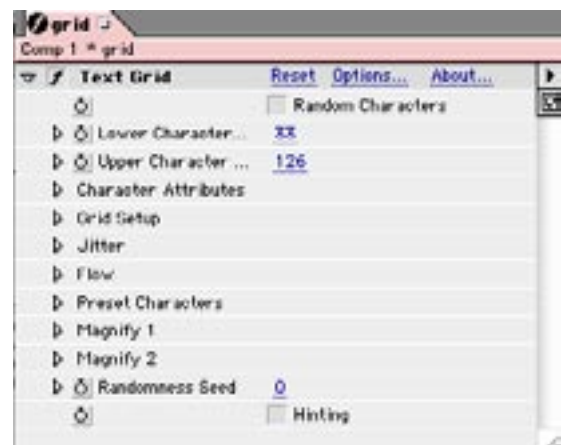 grid
Comp 1 * grid
Text Grid Reset Options... About...
Random Characters
Lower Character...
Upper Character ... 126
Character Attributes
Grid Setup
Jitter
Flow
Preset Characters
Magnify 1
Magnify 2
Randomness Seed 0
Hinting